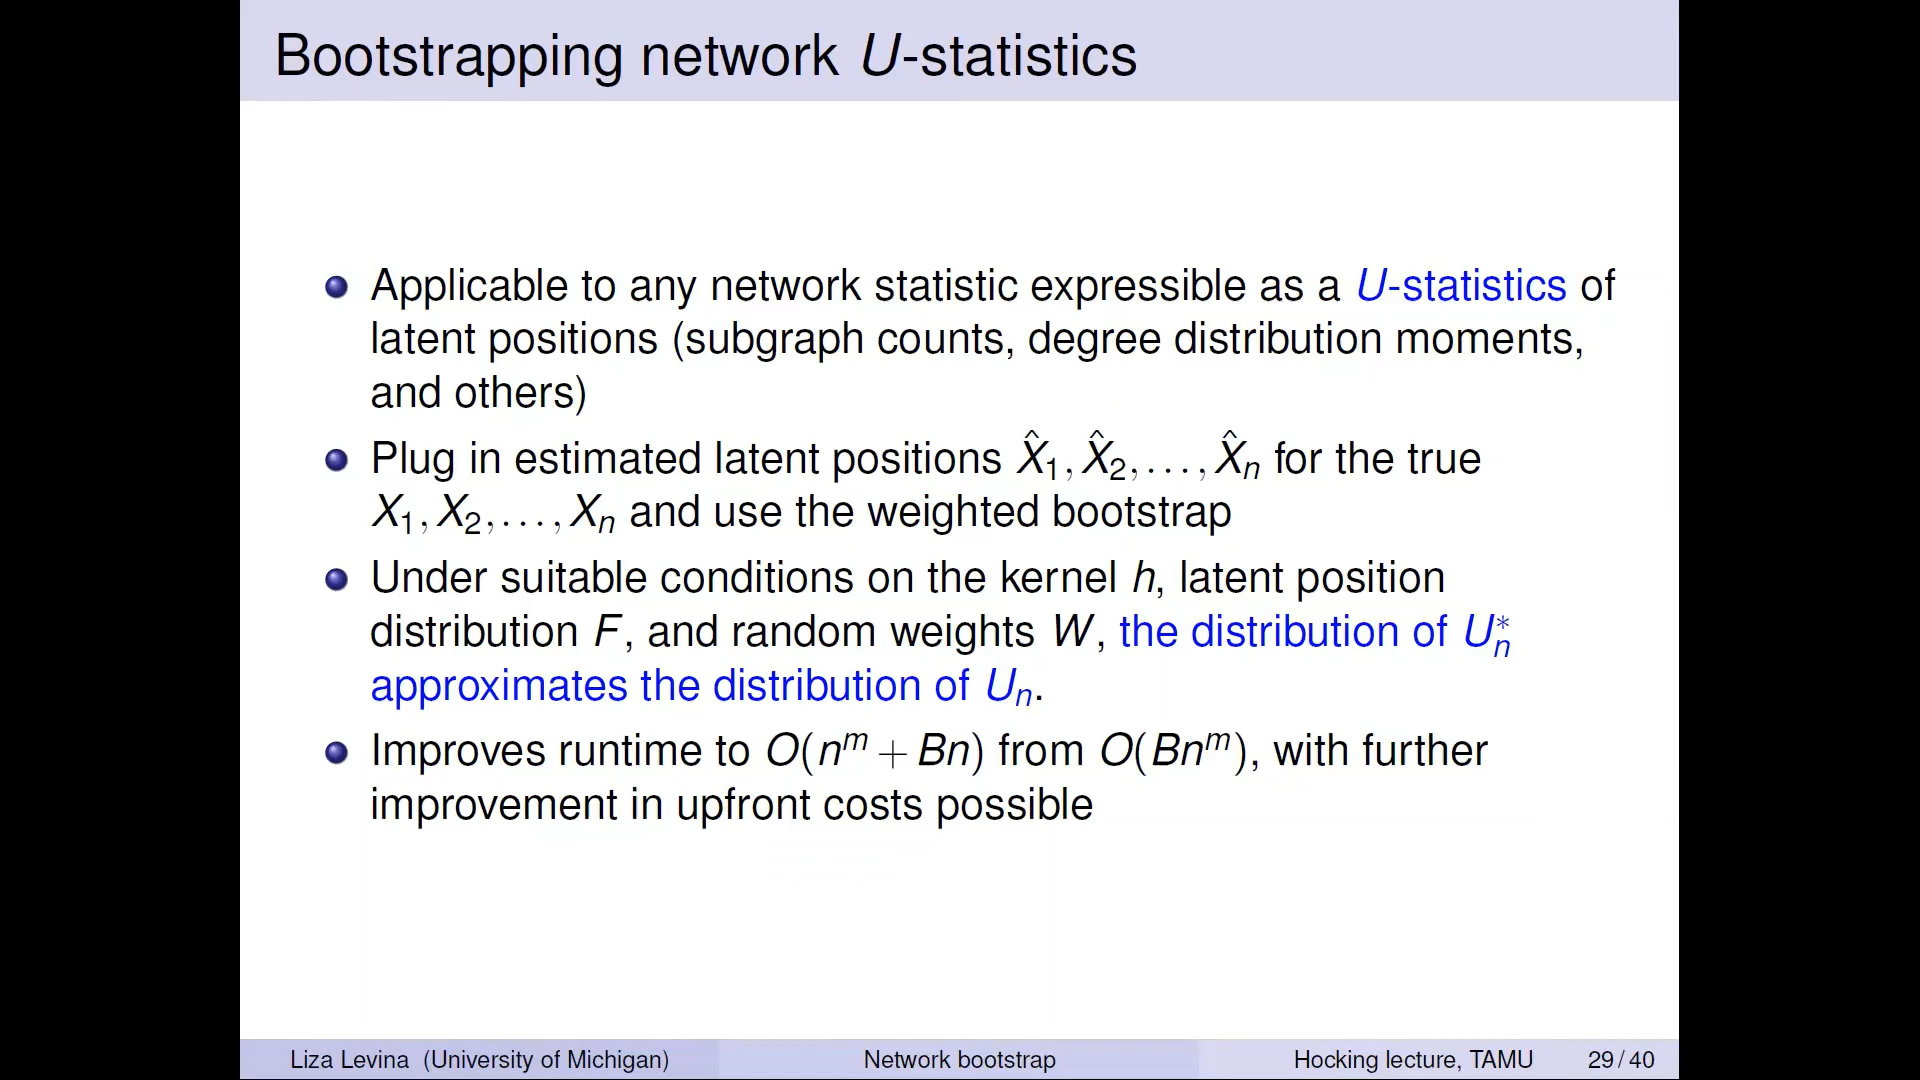 Bootstrapping network U-statistics
Applicable to any network statistic expressible as a U-statistics of
latent positions (subgraph counts, degree distribution moments,
and others)
Plug in estimated latent positions X̂₁, X̂₂, . . . , X̂ₙ for the true
X₁, X₂, . . . , Xₙ and use the weighted bootstrap
Under suitable conditions on the kernel h, latent position
distribution F, and random weights W, the distribution of Uₙ*
approximates the distribution of Uₙ.
Improves runtime to O(nᵐ + Bn) from O(Bnᵐ), with further
improvement in upfront costs possible
Liza Levina (University of Michigan) Network bootstrap Hocking lecture, TAMU 29 / 40